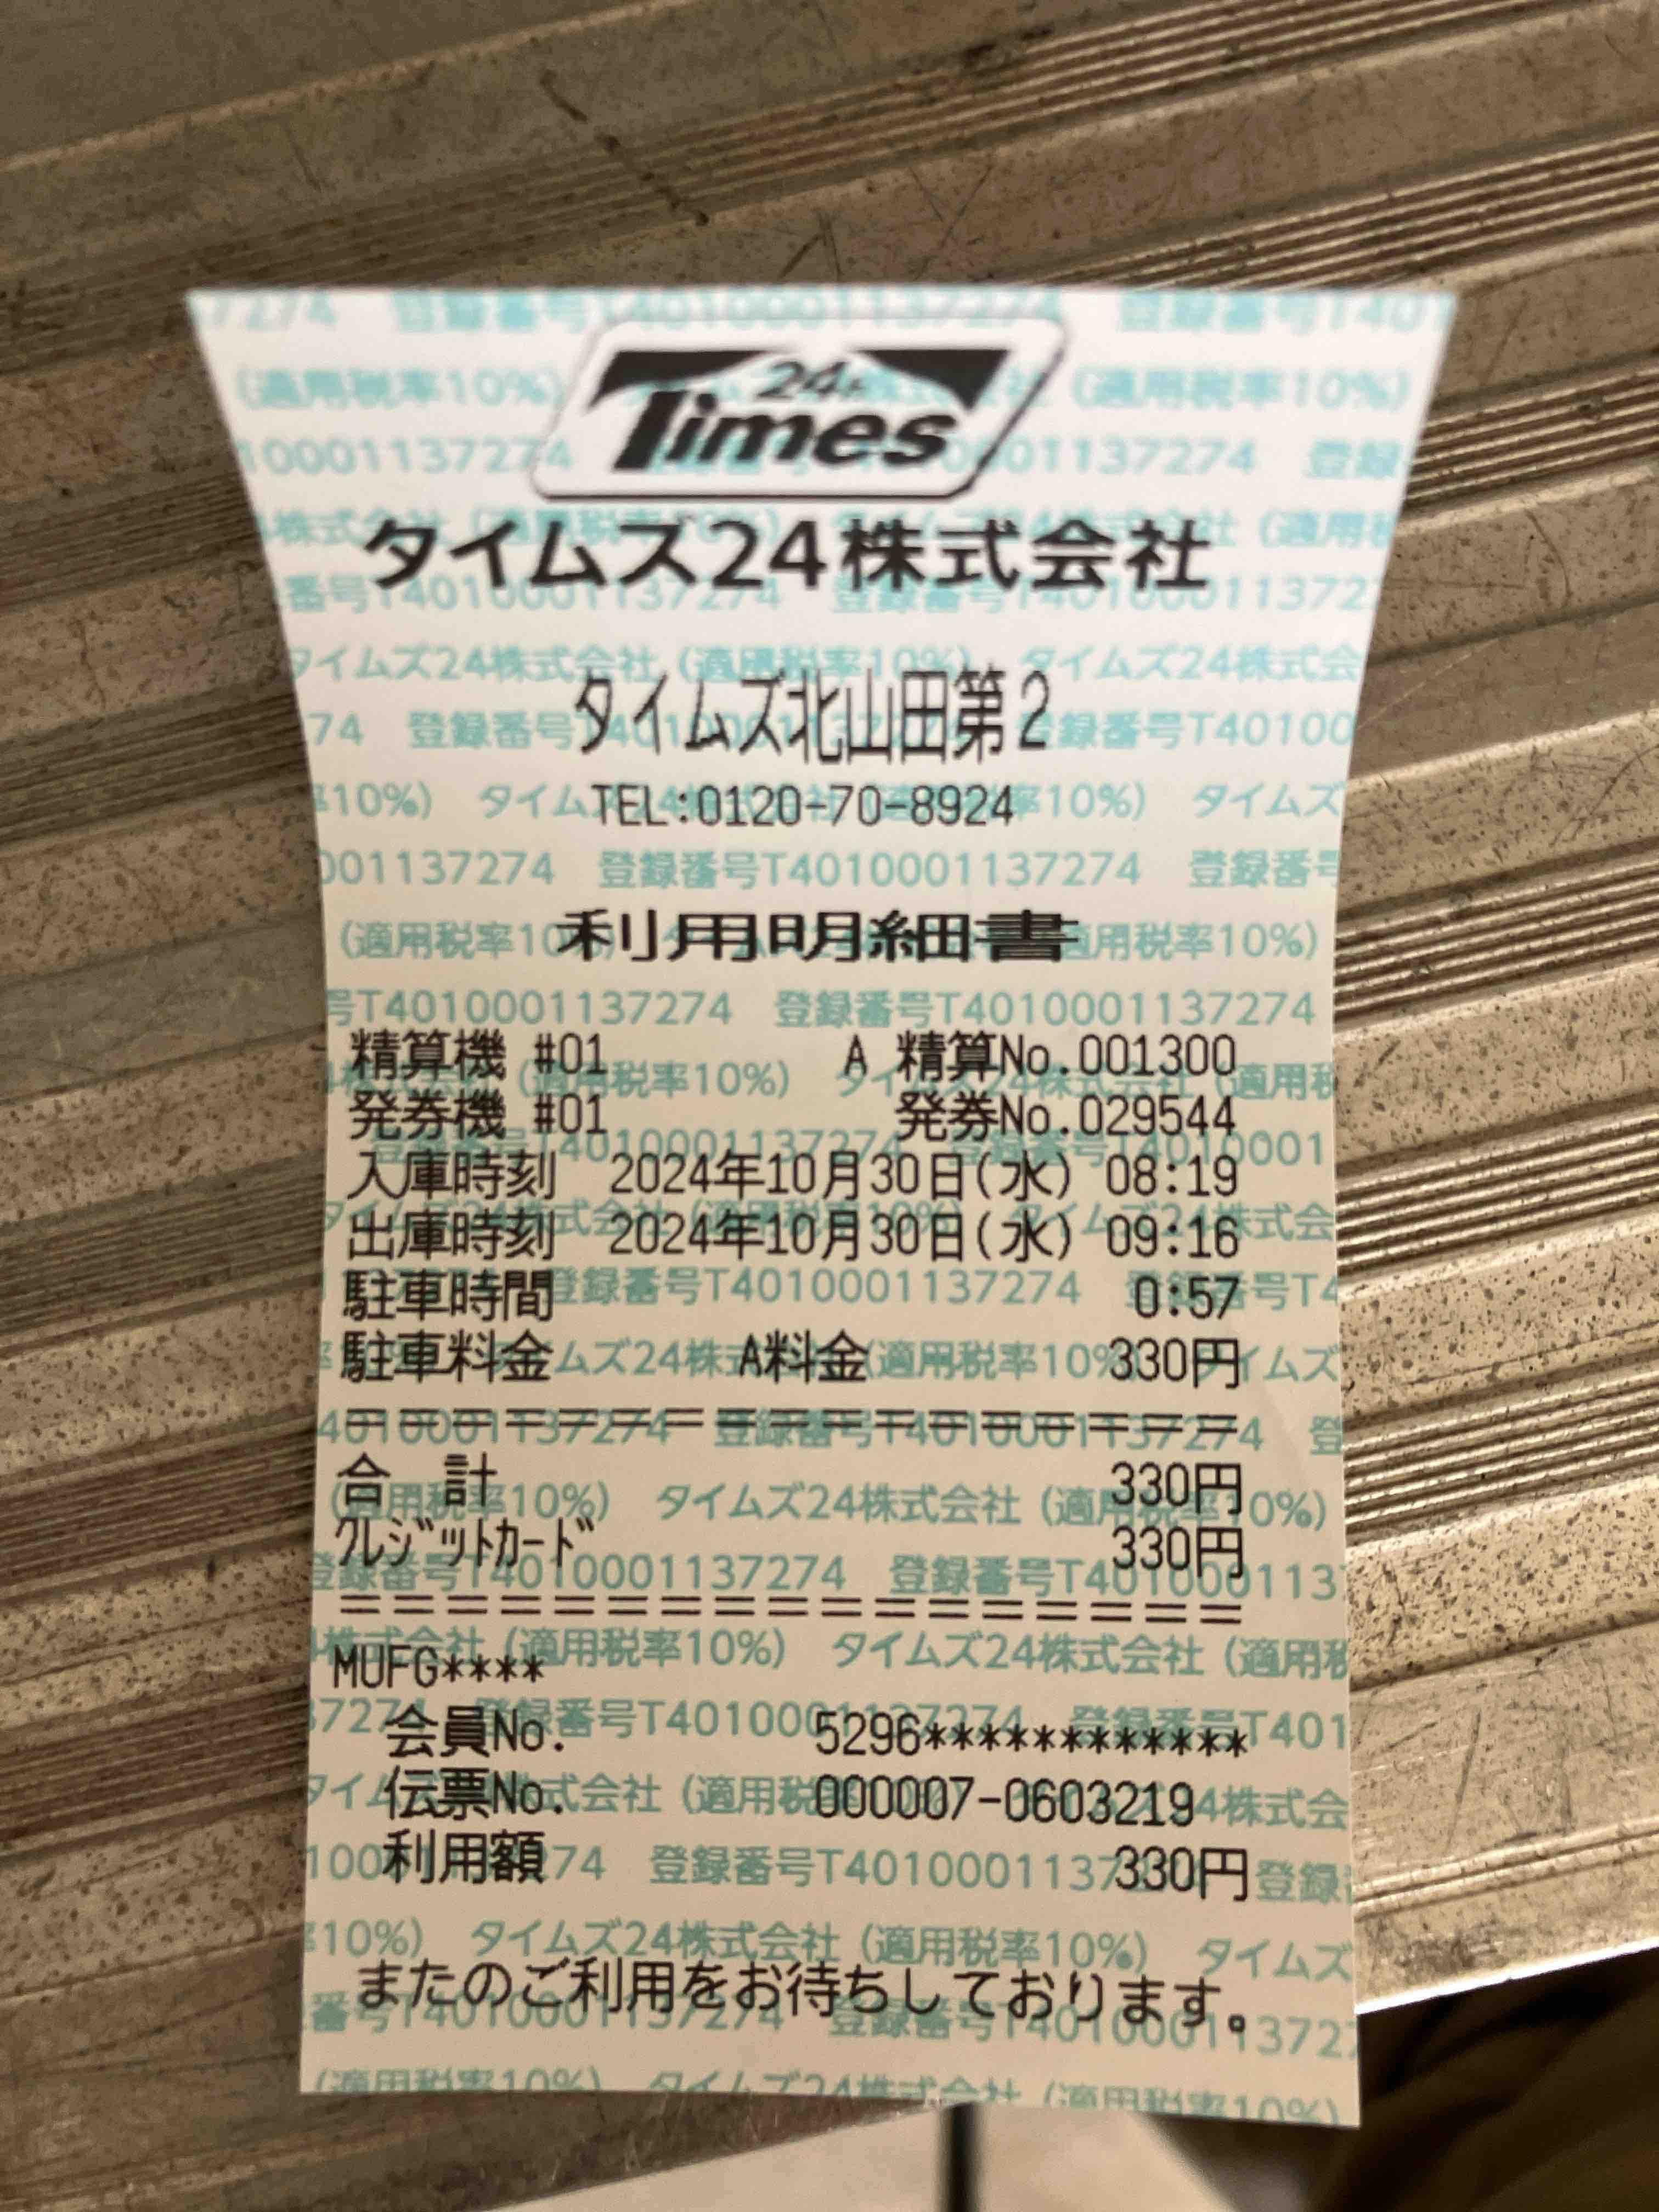 24h
Times
タイムズ24株式会社
タイムズ北山田第2
TEL:0120-70-8924
利用明細書
精算機 #01 A 精算No.001300
発券機 #01 発券No.029544
入庫時刻 2024年10月30日(水) 08:19
出庫時刻 2024年10月30日(水) 09:16
駐車時間 0:57
駐車料金 A料金 330円
==================
合 計 330円
クレジットカード 330円
==================
MUFG****
会員No. 5296************
伝票No. 000007-0603219
利用額 330円
またのご利用をお待ちしております。
タイムズ24株式会社(適用税率10%)
登録番号T4010001137274